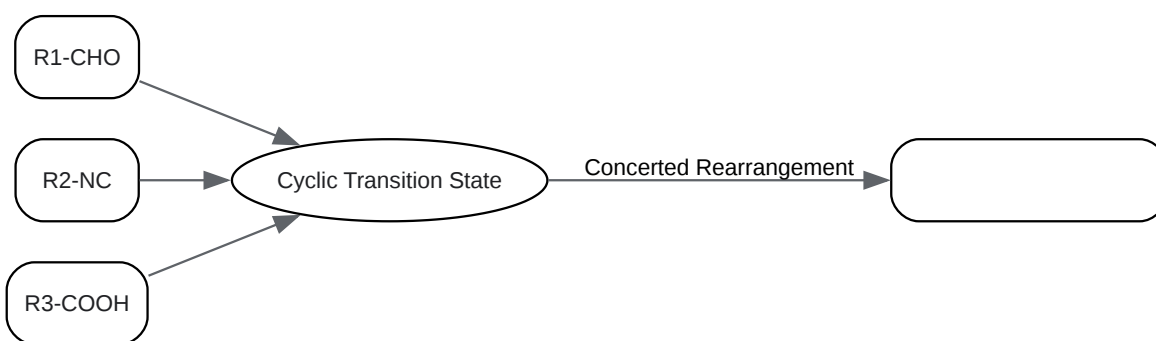 R1-CHO
R2-NC
R3-COOH
Cyclic Transition State
Concerted Rearrangement